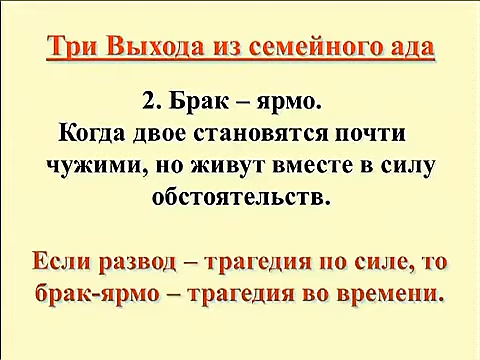 Три Выхода из семейного ада
2. Брак – ярмо.
Когда двое становятся почти
чужими, но живут вместе в силу
обстоятельств.
Если развод – трагедия по силе, то
брак-ярмо – трагедия во времени.